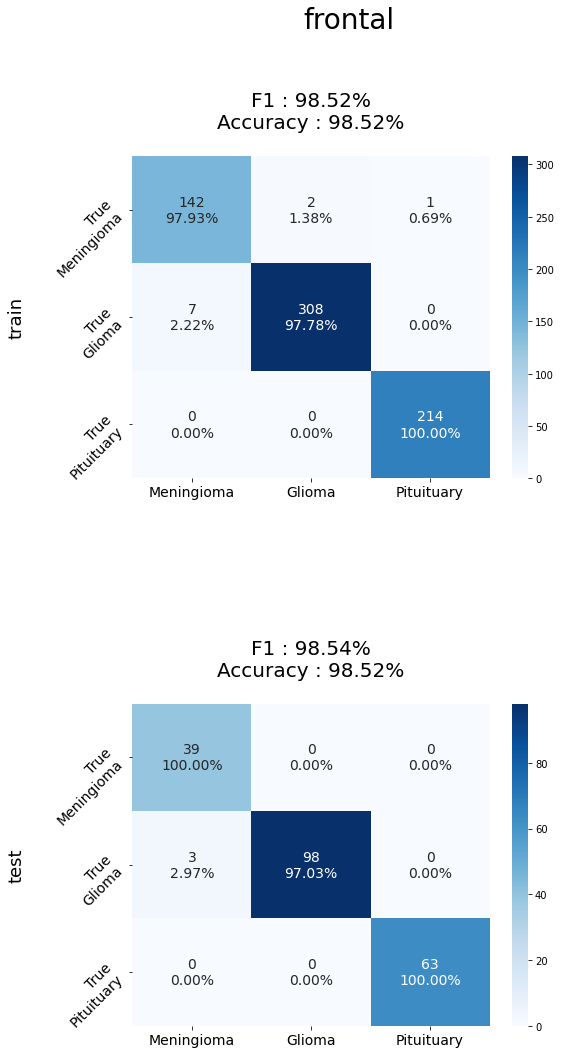 frontal
F1 : 98.52%
Accuracy : 98.52%
train
True
Meningioma
142
97.93%
2
1.38%
1
0.69%
True
Glioma
7
2.22%
308
97.78%
0
0.00%
True
Pituituary
0
0.00%
0
0.00%
214
100.00%
Meningioma
Glioma
Pituituary
300
250
200
150
100
50
0
F1 : 98.54%
Accuracy : 98.52%
test
True
Meningioma
39
100.00%
0
0.00%
0
0.00%
True
Glioma
3
2.97%
98
97.03%
0
0.00%
True
Pituituary
0
0.00%
0
0.00%
63
100.00%
Meningioma
Glioma
Pituituary
80
60
40
20
0